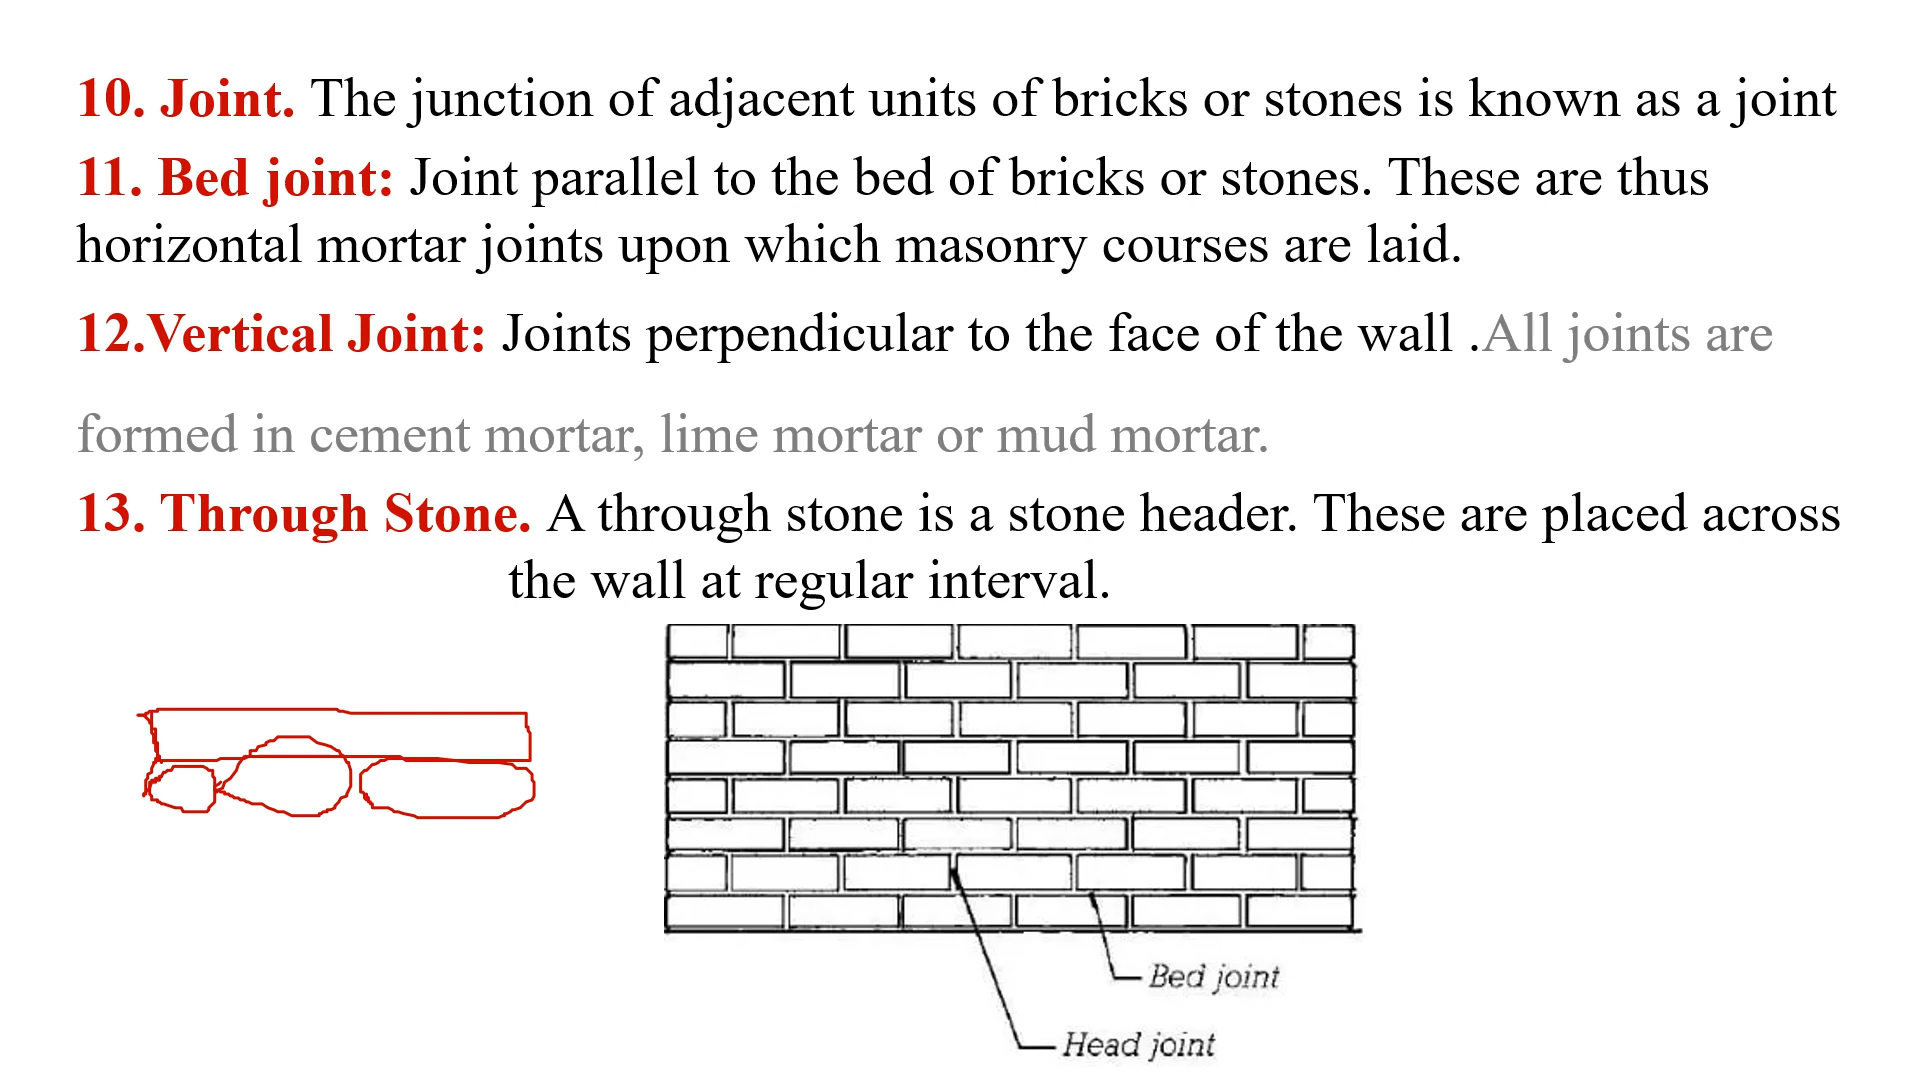 10. Joint. The junction of adjacent units of bricks or stones is known as a joint
11. Bed joint: Joint parallel to the bed of bricks or stones. These are thus
horizontal mortar joints upon which masonry courses are laid.
12.Vertical Joint: Joints perpendicular to the face of the wall .All joints are
formed in cement mortar, lime mortar or mud mortar.
13. Through Stone. A through stone is a stone header. These are placed across
the wall at regular interval.
Bed joint
Head joint